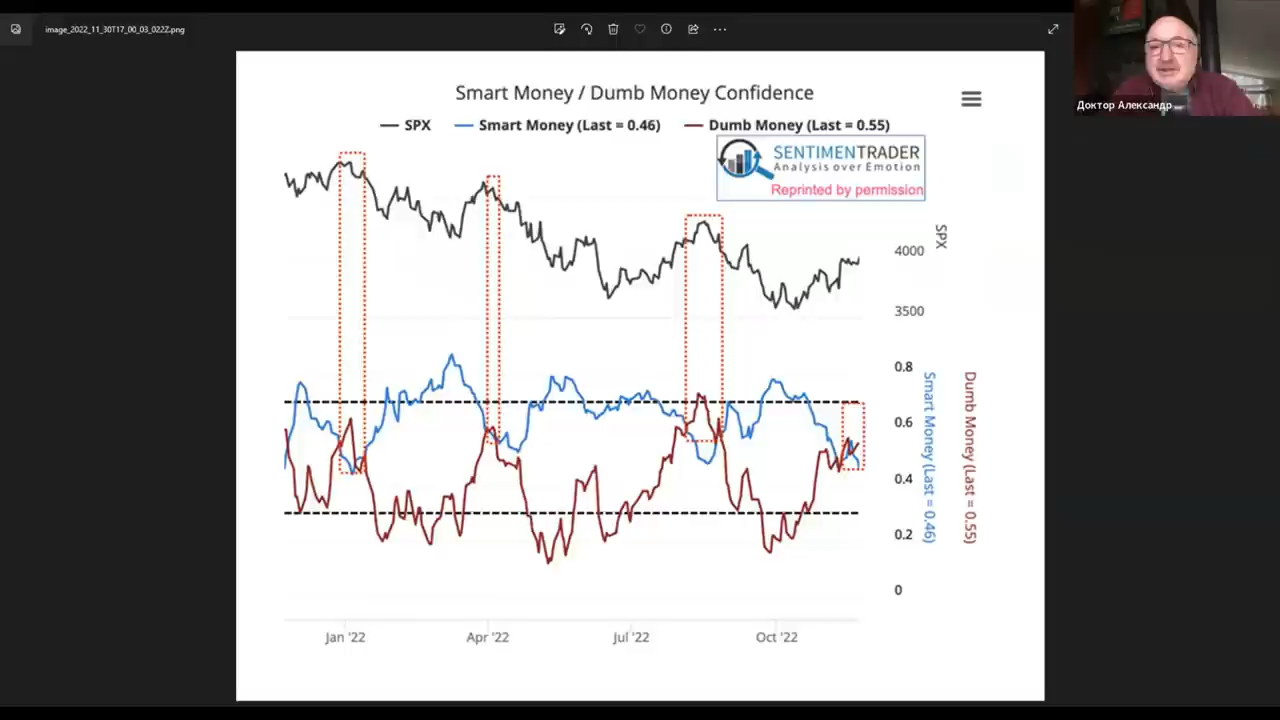 image_2022_11_30T17_00_03_022Z.png
Доктор Александр
Smart Money / Dumb Money Confidence
SPX Smart Money (Last = 0.46) Dumb Money (Last = 0.55)
SENTIMENTRADER
Analysis over Emotion
Reprinted by permission
SPX
4000
3500
0.8
0.6
0.4
0.2
0
Smart Money (Last = 0.46)
Dumb Money (Last = 0.55)
Jan '22 Apr '22 Jul '22 Oct '22